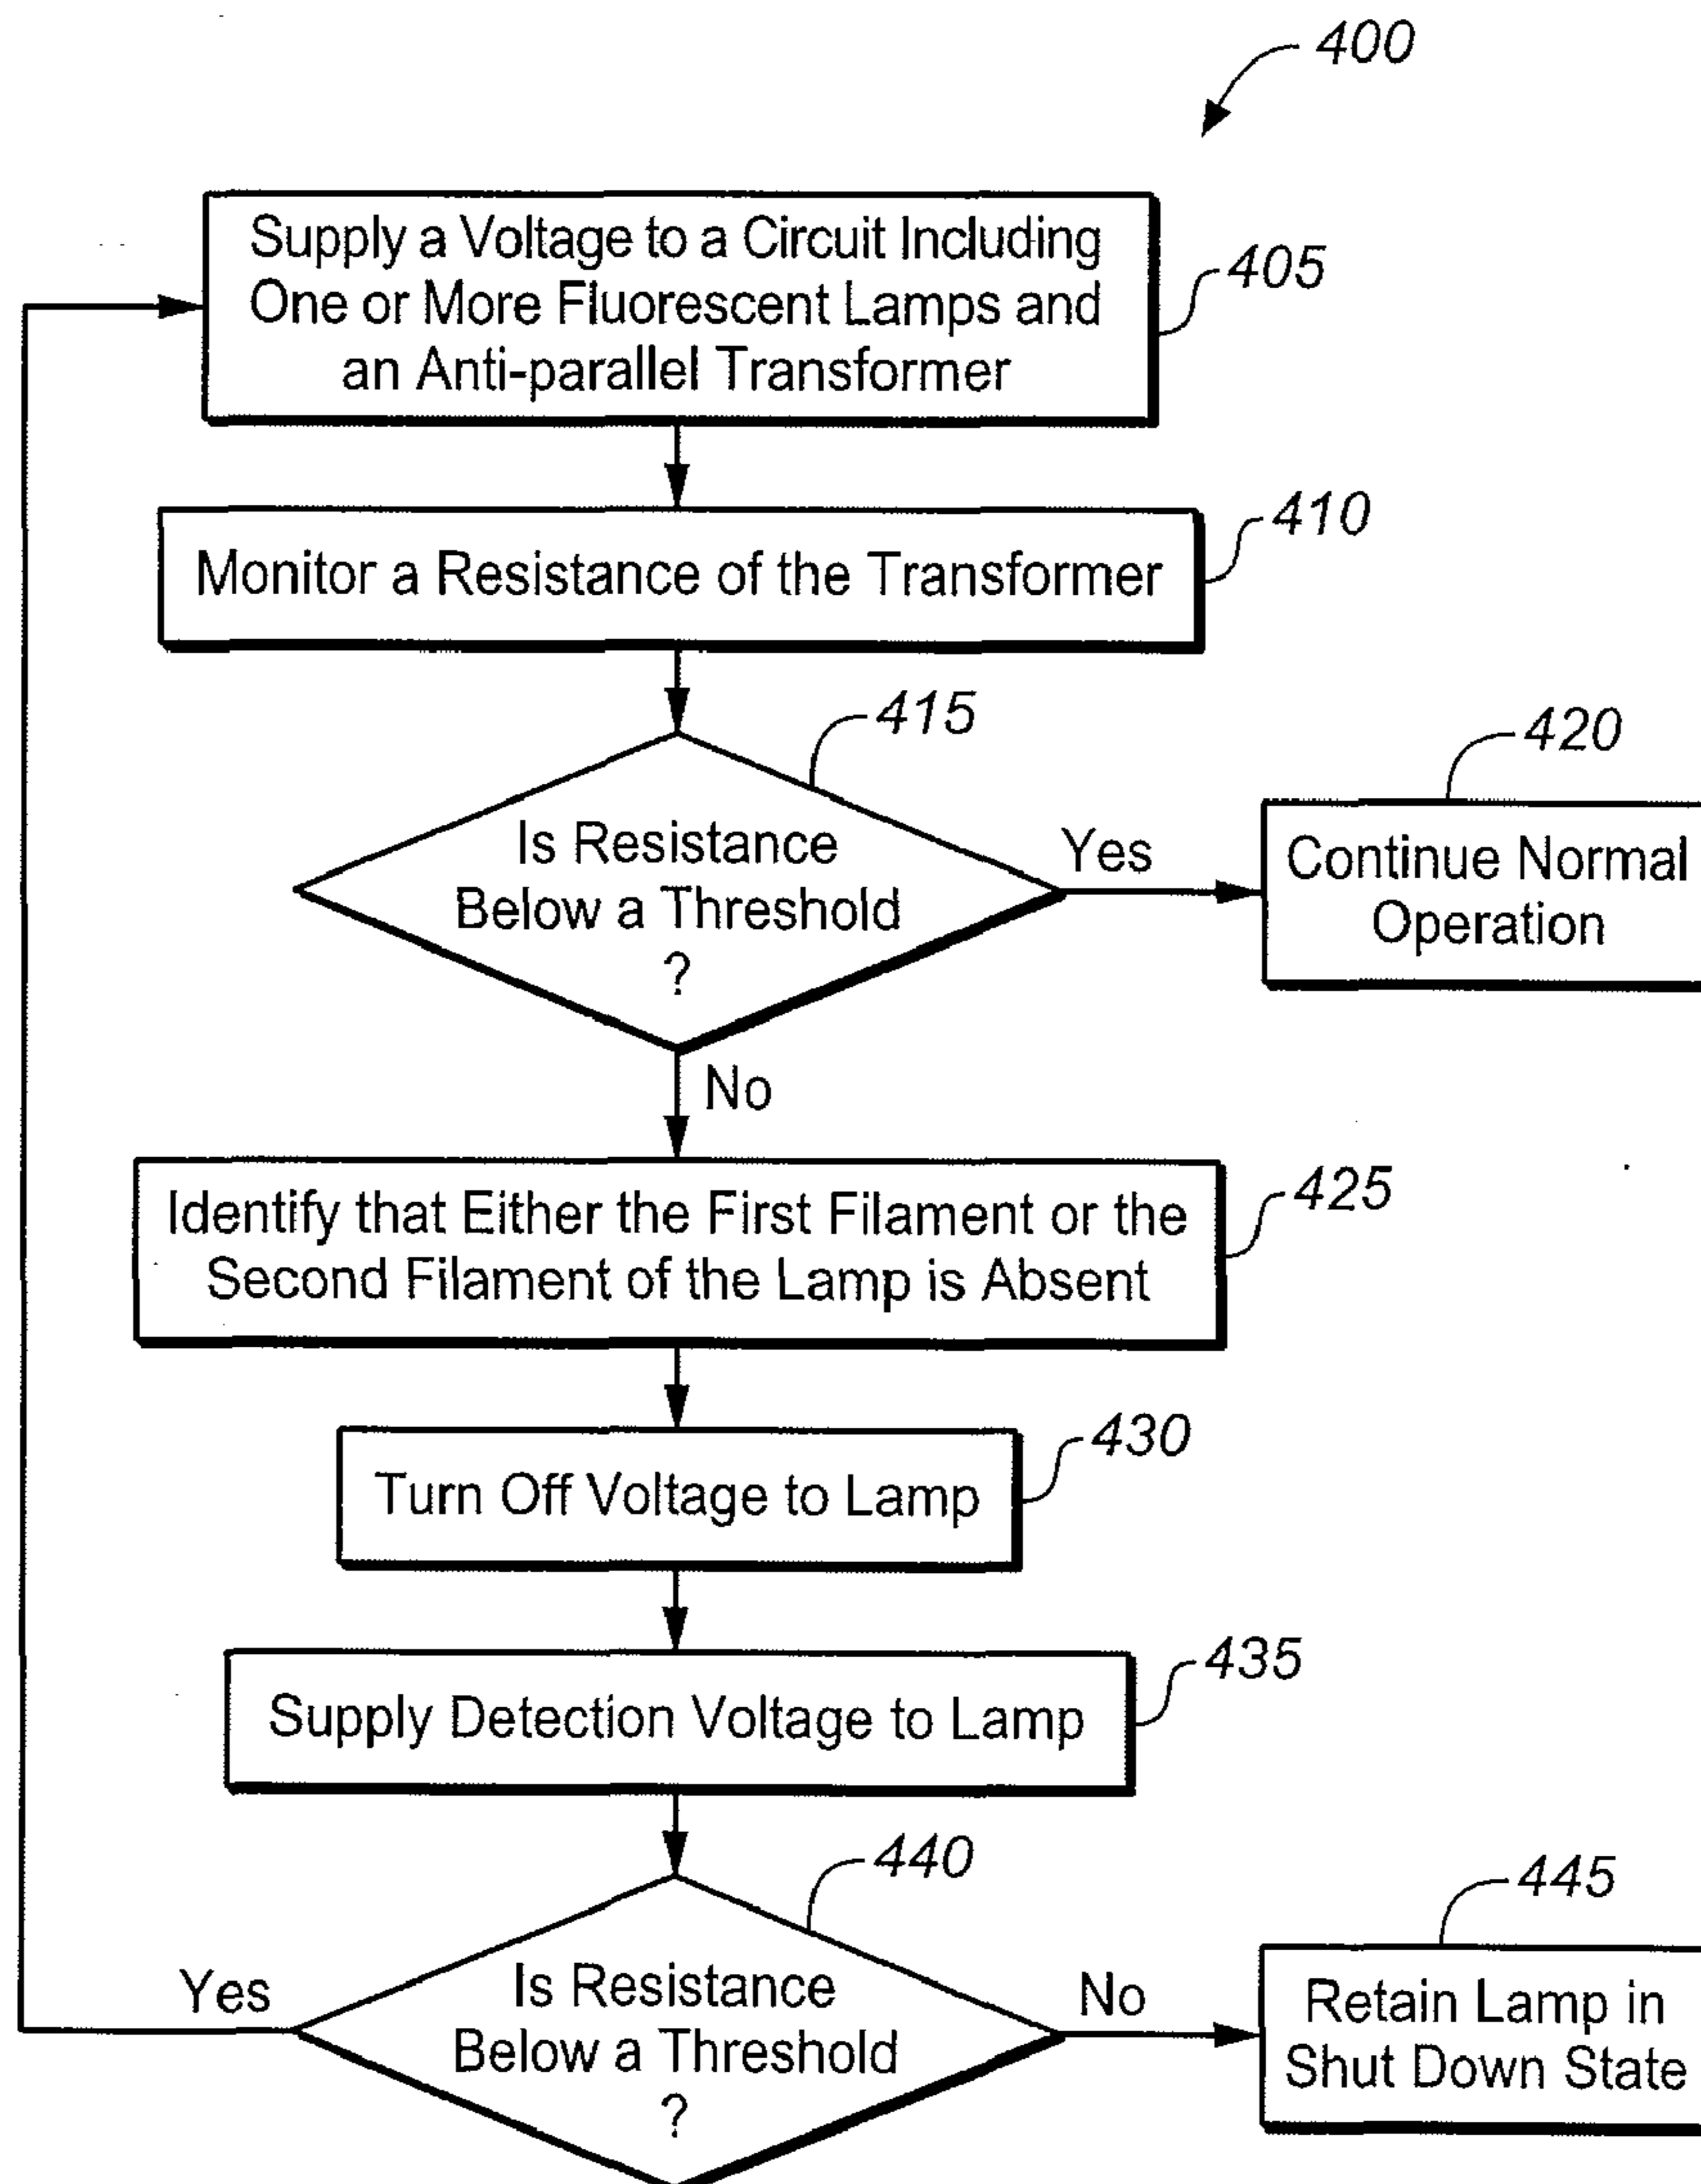 400
Supply a Voltage to a Circuit Including
One or More Fluorescent Lamps and
an Anti-parallel Transformer
405
Monitor a Resistance of the Transformer
410
415
Is Resistance
Below a Threshold
?
Yes
420
Continue Normal
Operation
No
Identify that Either the First Filament or the
Second Filament of the Lamp is Absent
425
Turn Off Voltage to Lamp
430
Supply Detection Voltage to Lamp
435
440
Is Resistance
Below a Threshold
?
Yes
No
445
Retain Lamp in
Shut Down State